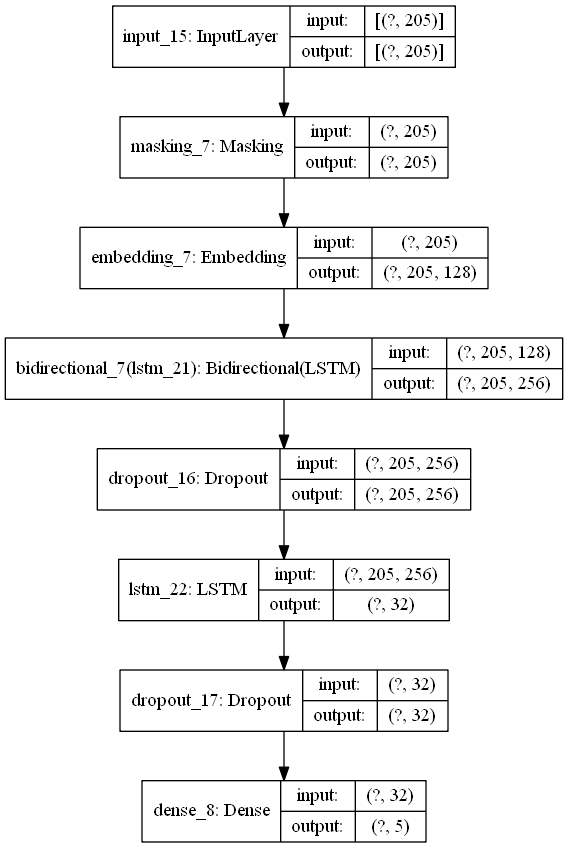 input_15: InputLayer
input: [(?, 205)]
output: [(?, 205)]
masking_7: Masking
input: (?, 205)
output: (?, 205)
embedding_7: Embedding
input: (?, 205)
output: (?, 205, 128)
bidirectional_7(lstm_21): Bidirectional(LSTM)
input: (?, 205, 128)
output: (?, 205, 256)
dropout_16: Dropout
input: (?, 205, 256)
output: (?, 205, 256)
lstm_22: LSTM
input: (?, 205, 256)
output: (?, 32)
dropout_17: Dropout
input: (?, 32)
output: (?, 32)
dense_8: Dense
input: (?, 32)
output: (?, 5)